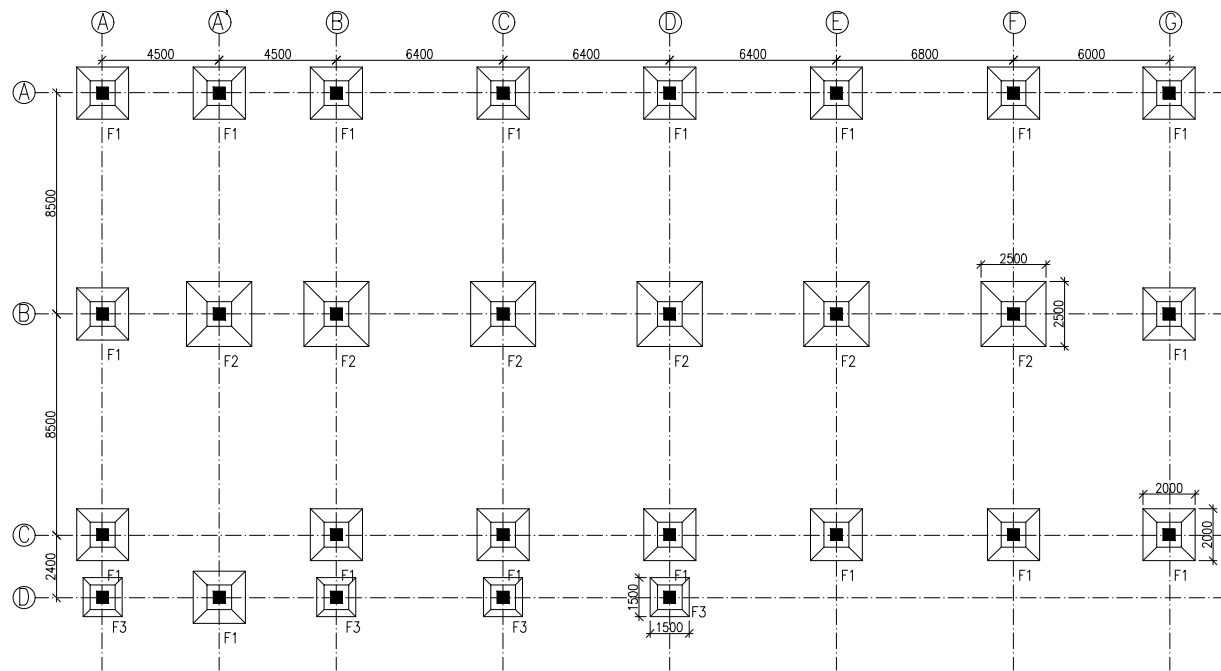 A A' B C D E F G
4500 4500 6400 6400 6400 6800 6000
A
F1 F1 F1 F1 F1 F1 F1 F1
8500
2500
B
2500
F1 F2 F2 F2 F2 F2 F2 F1
8500
2000
C
2000
F1 F1 F1 F1 F1 F1 F1
2400
D
1500
F3 F1 F3 F3 F3
1500